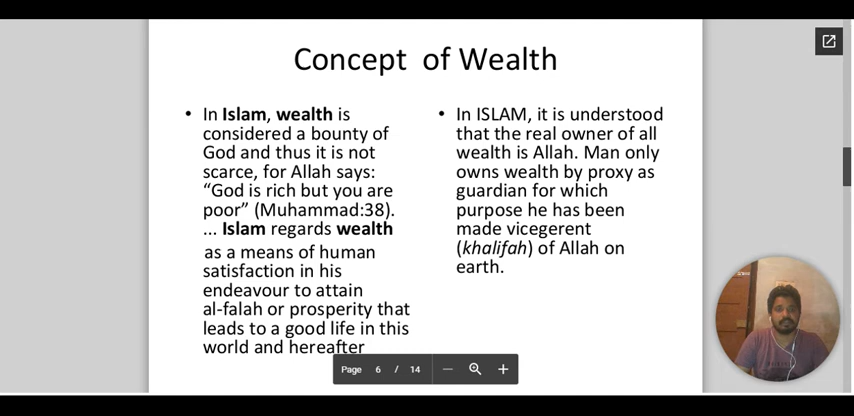 Concept of Wealth
• In Islam, wealth is
considered a bounty of
God and thus it is not
scarce, for Allah says:
“God is rich but you are
poor” (Muhammad:38).
... Islam regards wealth
as a means of human
satisfaction in his
endeavour to attain
al-falah or prosperity that
leads to a good life in this
world and hereafter
• In ISLAM, it is understood
that the real owner of all
wealth is Allah. Man only
owns wealth by proxy as
guardian for which
purpose he has been
made vicegerent
(khalifah) of Allah on
earth.
Page 6 / 14